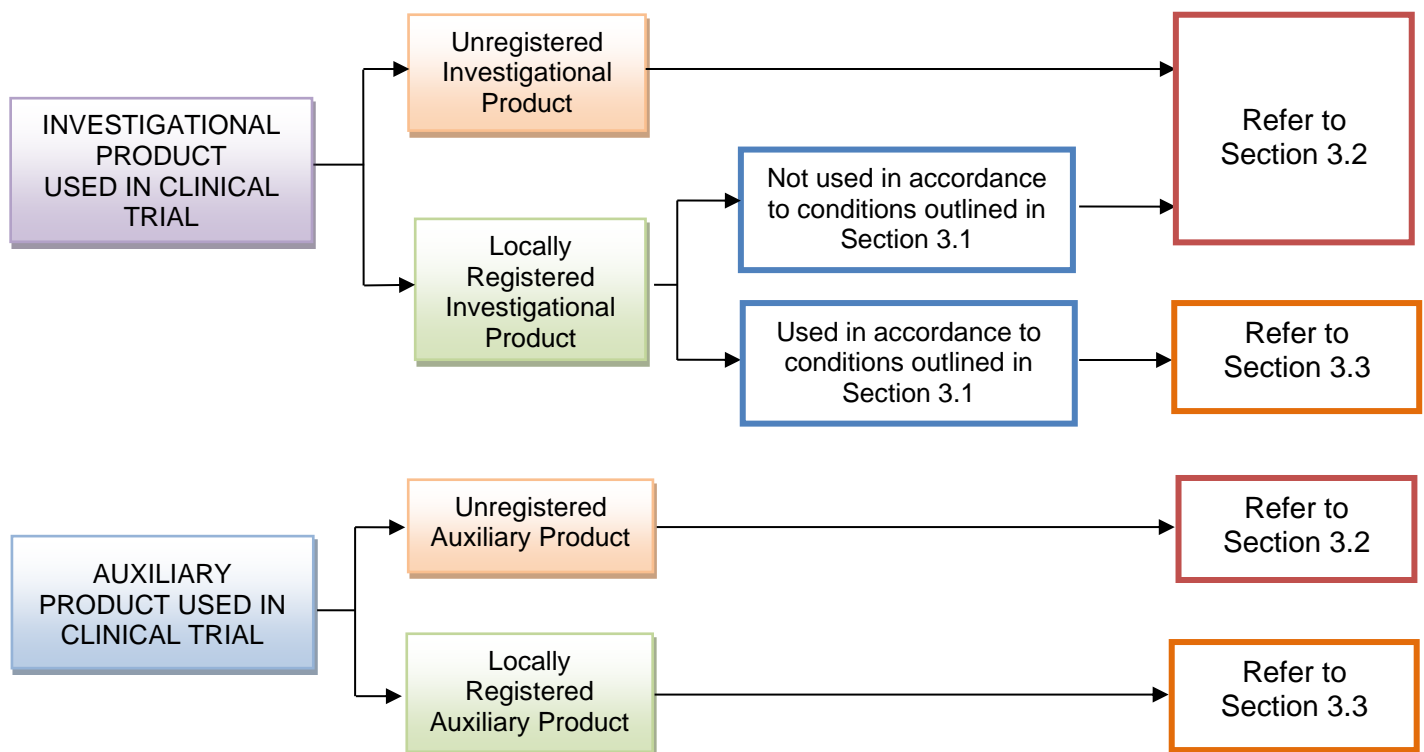 Unregistered
Investigational
Product
INVESTIGATIONAL
PRODUCT
USED IN CLINICAL
TRIAL
Refer to
Section 3.2
Not used in accordance
to conditions outlined in
Section 3.1
Locally
Registered
Investigational
Product
Used in accordance to
conditions outlined in
Section 3.1
Refer to
Section 3.3
Unregistered
Auxiliary Product
Refer to
Section 3.2
AUXILIARY
PRODUCT USED IN
CLINICAL TRIAL
Locally
Registered
Auxiliary Product
Refer to
Section 3.3